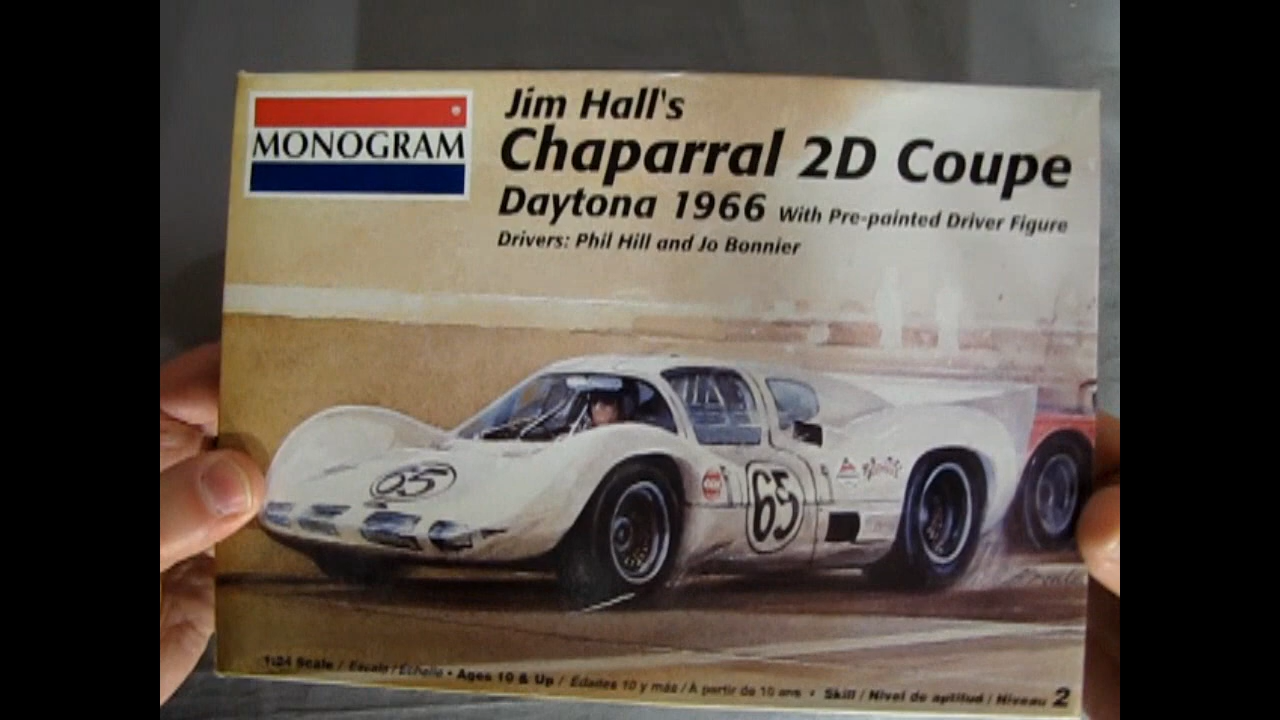 MONOGRAM
Jim Hall's
Chaparral 2D Coupe
Daytona 1966 With Pre-painted Driver Figure
Drivers: Phil Hill and Jo Bonnier
65
65
1:24 Scale / Escala / Échelle • Ages 10 & Up / Edades 10 y más / À partir de 10 ans • Skill / Nivel de aptitud / Niveau 2